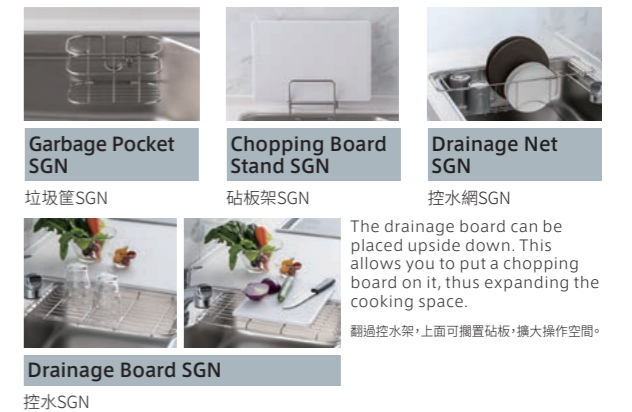 Garbage Pocket
SGN
垃圾筐SGN
Chopping Board
Stand SGN
砧板架SGN
Drainage Net
SGN
控水網SGN
The drainage board can be
placed upside down. This
allows you to put a chopping
board on it, thus expanding the
cooking space.
翻過控水架，上面可擱置砧板，擴大操作空間。
Drainage Board SGN
控水SGN